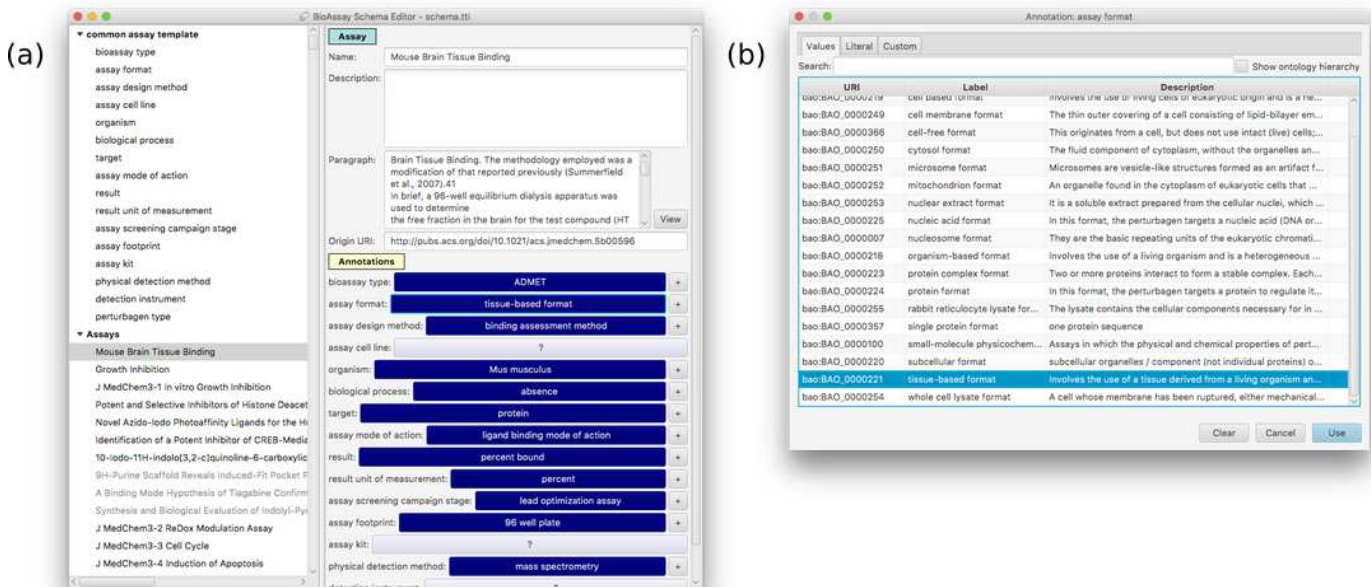 (a)
BioAssay Schema Editor - schema.ttl
common assay template
bioassay type
assay format
assay design method
assay cell line
organism
biological process
target
assay mode of action
result
result unit of measurement
assay screening campaign stage
assay footprint
assay kit
physical detection method
detection instrument
perturbagen type
Assays
Mouse Brain Tissue Binding
Growth Inhibition
J MedChem3-1 In vitro Growth Inhibition
Potent and Selective Inhibitors of Histone Deacet
Novel Azido-Iodo Photoaffinity Ligands for the H
Identification of a Potent Inhibitor of CREB-Media
10-Iodo-11H-indolo[3,2-c]quinoline-6-carboxylic
9H-Purine Scaffold Reveals Induced-Fit Pocket
A Binding Mode Hypothesis of Tiagabine Confirm
Synthesis and Biological Evaluation of Indolyl-Py
J MedChem3-2 ReDox Modulation Assay
J MedChem3-3 Cell Cycle
J MedChem3-4 Induction of Apoptosis
Assay
Name: Mouse Brain Tissue Binding
Description:
Paragraph: Brain Tissue Binding. The methodology employed was a
modification of that reported previously (Summerfield
et al., 2007).41
In brief, a 96-well equilibrium dialysis apparatus was
used to determine
the free fraction in the brain for the test compound (HT
View
Origin URI: http://pubs.acs.org/doi/10.1021/acs.jmedchem.5b00596
Annotations
bioassay type: ADMET +
assay format: tissue-based format +
assay design method: binding assessment method +
assay cell line: ? +
organism: Mus musculus +
biological process: absence +
target: protein +
assay mode of action: ligand binding mode of action +
result: percent bound +
result unit of measurement: percent +
assay screening campaign stage: lead optimization assay +
assay footprint: 96 well plate +
assay kit: ? +
physical detection method: mass spectrometry +
(b)
Annotation: assay format
Values Literal Custom
Search: Show ontology hierarchy
URI Label Description
bao:BAO_0000219 cell based format Involves the use of living cells of eukaryotic origin and is a he...
bao:BAO_0000249 cell membrane format The thin outer covering of a cell consisting of lipid-bilayer em...
bao:BAO_0000366 cell-free format This originates from a cell, but does not use intact (live) cells;...
bao:BAO_0000250 cytosol format The fluid component of cytoplasm, without the organelles an...
bao:BAO_0000251 microsome format Microsomes are vesicle-like structures formed as an artifact f...
bao:BAO_0000252 mitochondrion format An organelle found in the cytoplasm of eukaryotic cells that ...
bao:BAO_0000253 nuclear extract format It is a soluble extract prepared from the cellular nuclei, which ...
bao:BAO_0000225 nucleic acid format In this format, the perturbagen targets a nucleic acid (DNA or...
bao:BAO_0000007 nucleosome format They are the basic repeating units of the eukaryotic chromati...
bao:BAO_0000218 organism-based format Involves the use of a living organism and is a heterogeneous ...
bao:BAO_0000223 protein complex format Two or more proteins interact to form a stable complex. Each...
bao:BAO_0000224 protein format In this format, the perturbagen targets a protein to regulate it...
bao:BAO_0000255 rabbit reticulocyte lysate for... The lysate contains the cellular components necessary for in ...
bao:BAO_0000357 single protein format one protein sequence
bao:BAO_0000100 small-molecule physicochem... Assays in which the physical and chemical properties of pert...
bao:BAO_0000220 subcellular format subcellular organelles / component (not individual proteins) o...
bao:BAO_0000221 tissue-based format Involves the use of a tissue derived from a living organism an...
bao:BAO_0000254 whole cell lysate format A cell whose membrane has been ruptured, either mechanical...
Clear Cancel Use